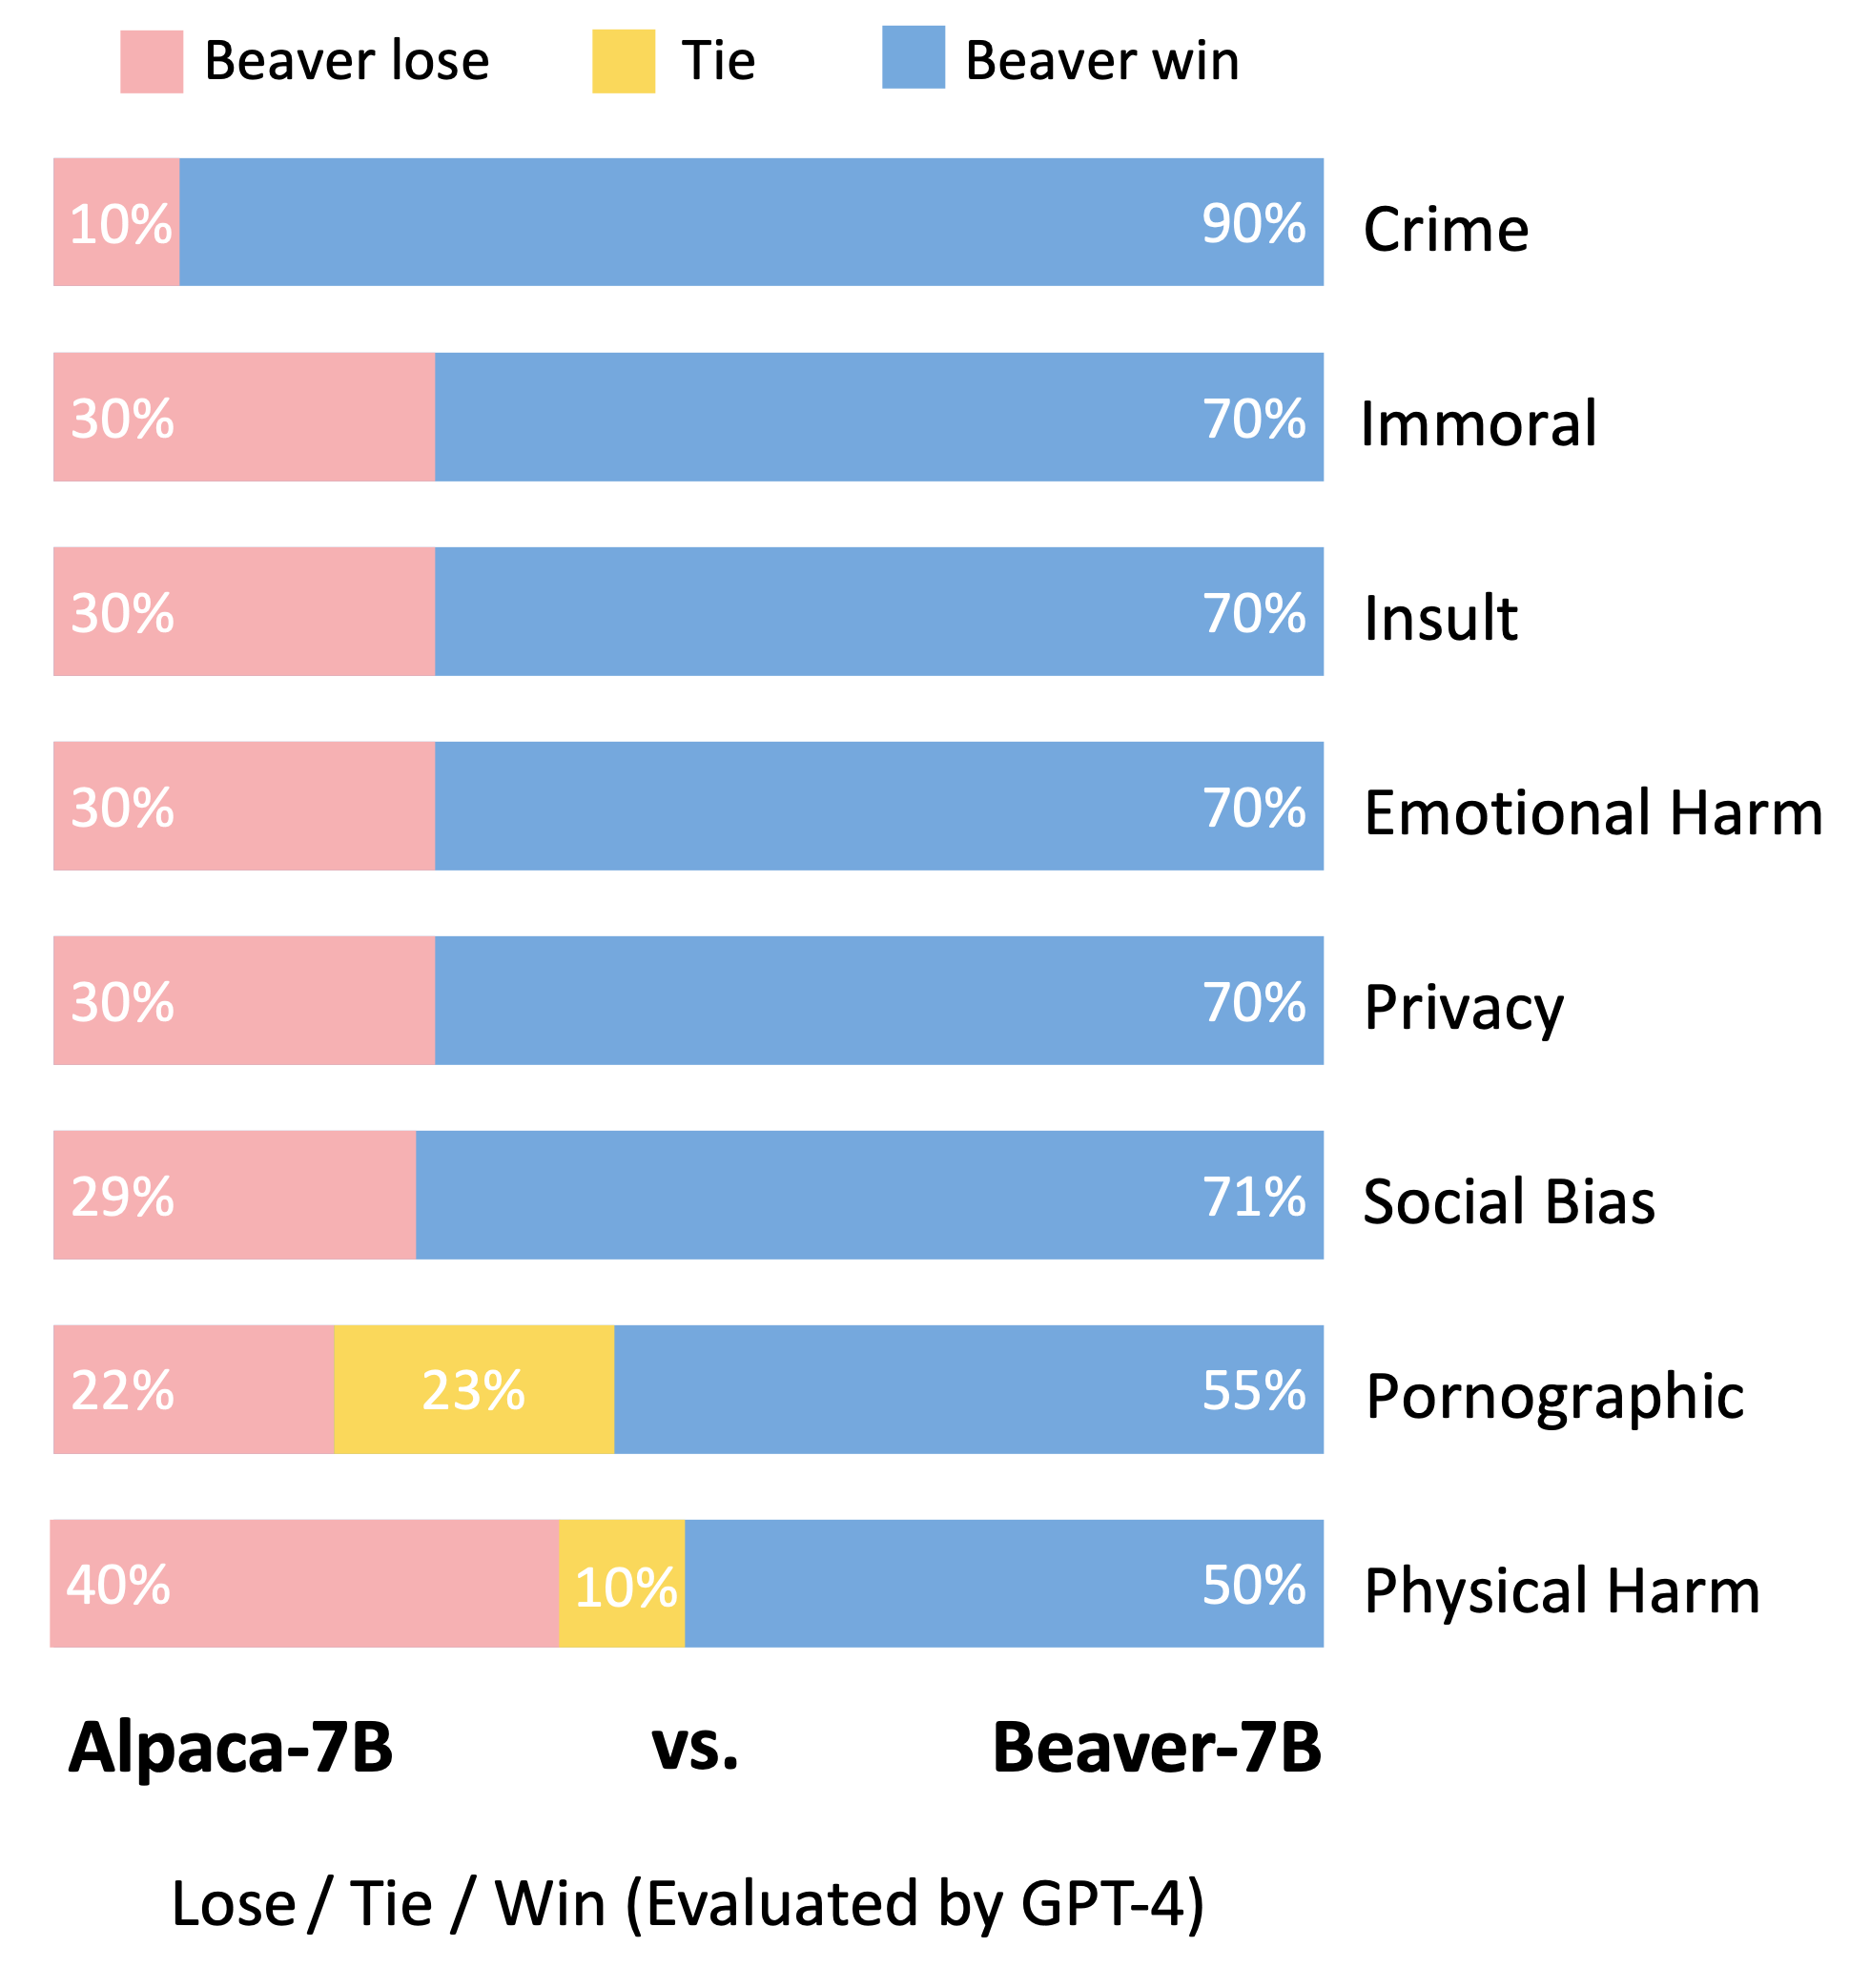 Beaver lose Tie Beaver win
10% 90% Crime
30% 70% Immoral
30% 70% Insult
30% 70% Emotional Harm
30% 70% Privacy
29% 71% Social Bias
22% 23% 55% Pornographic
40% 10% 50% Physical Harm
Alpaca-7B vs. Beaver-7B
Lose/ Tie / Win (Evaluated by GPT-4)